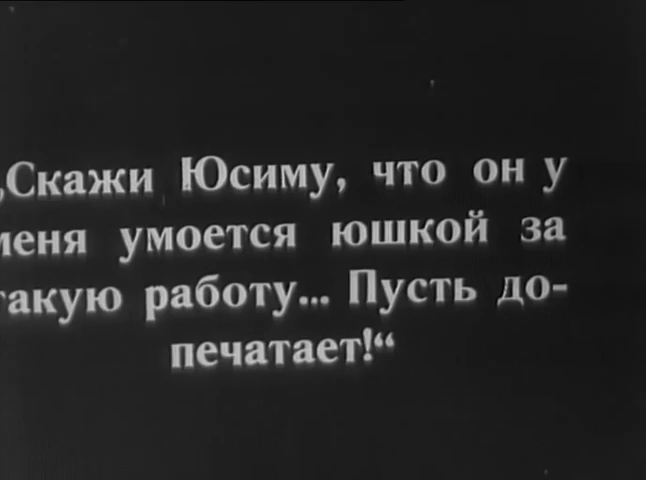 „Скажи Юсиму, что он у
меня умоется юшкой за
такую работу... Пусть до-
печатает!“